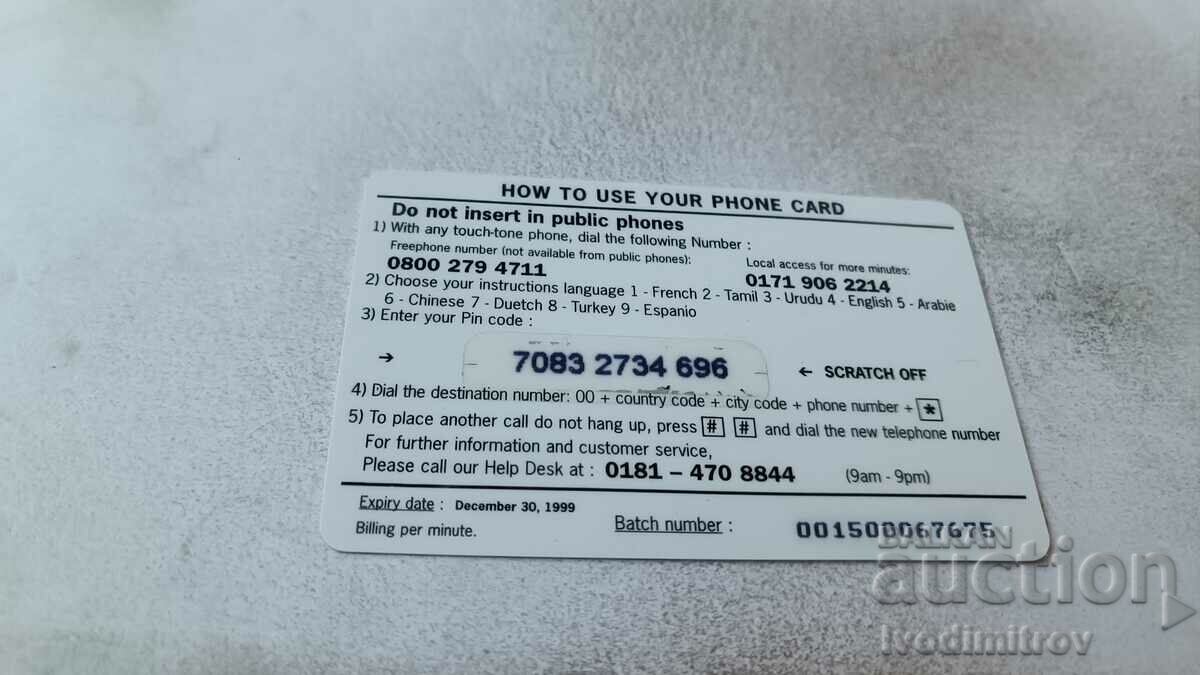 HOW TO USE YOUR PHONE CARD
Do not insert in public phones
1) With any touch-tone phone, dial the following Number :
Freephone number (not available from public phones):
0800 279 4711
Local access for more minutes:
0171 906 2214
2) Choose your instructions language 1 - French 2 - Tamil 3 - Urudu 4 - English 5 - Arabie
6 - Chinese 7 - Duetch 8 - Turkey 9 - Espanio
3) Enter your Pin code :
→ 7083 2734 696 ← SCRATCH OFF
4) Dial the destination number: 00 + country code + city code + phone number + *
5) To place another call do not hang up, press # # and dial the new telephone number
For further information and customer service,
Please call our Help Desk at : 0181 – 470 8844 (9am - 9pm)
Expiry date : December 30, 1999
Billing per minute.
Batch number : 001500067675
BALKAN
auction
Ivodimitrov